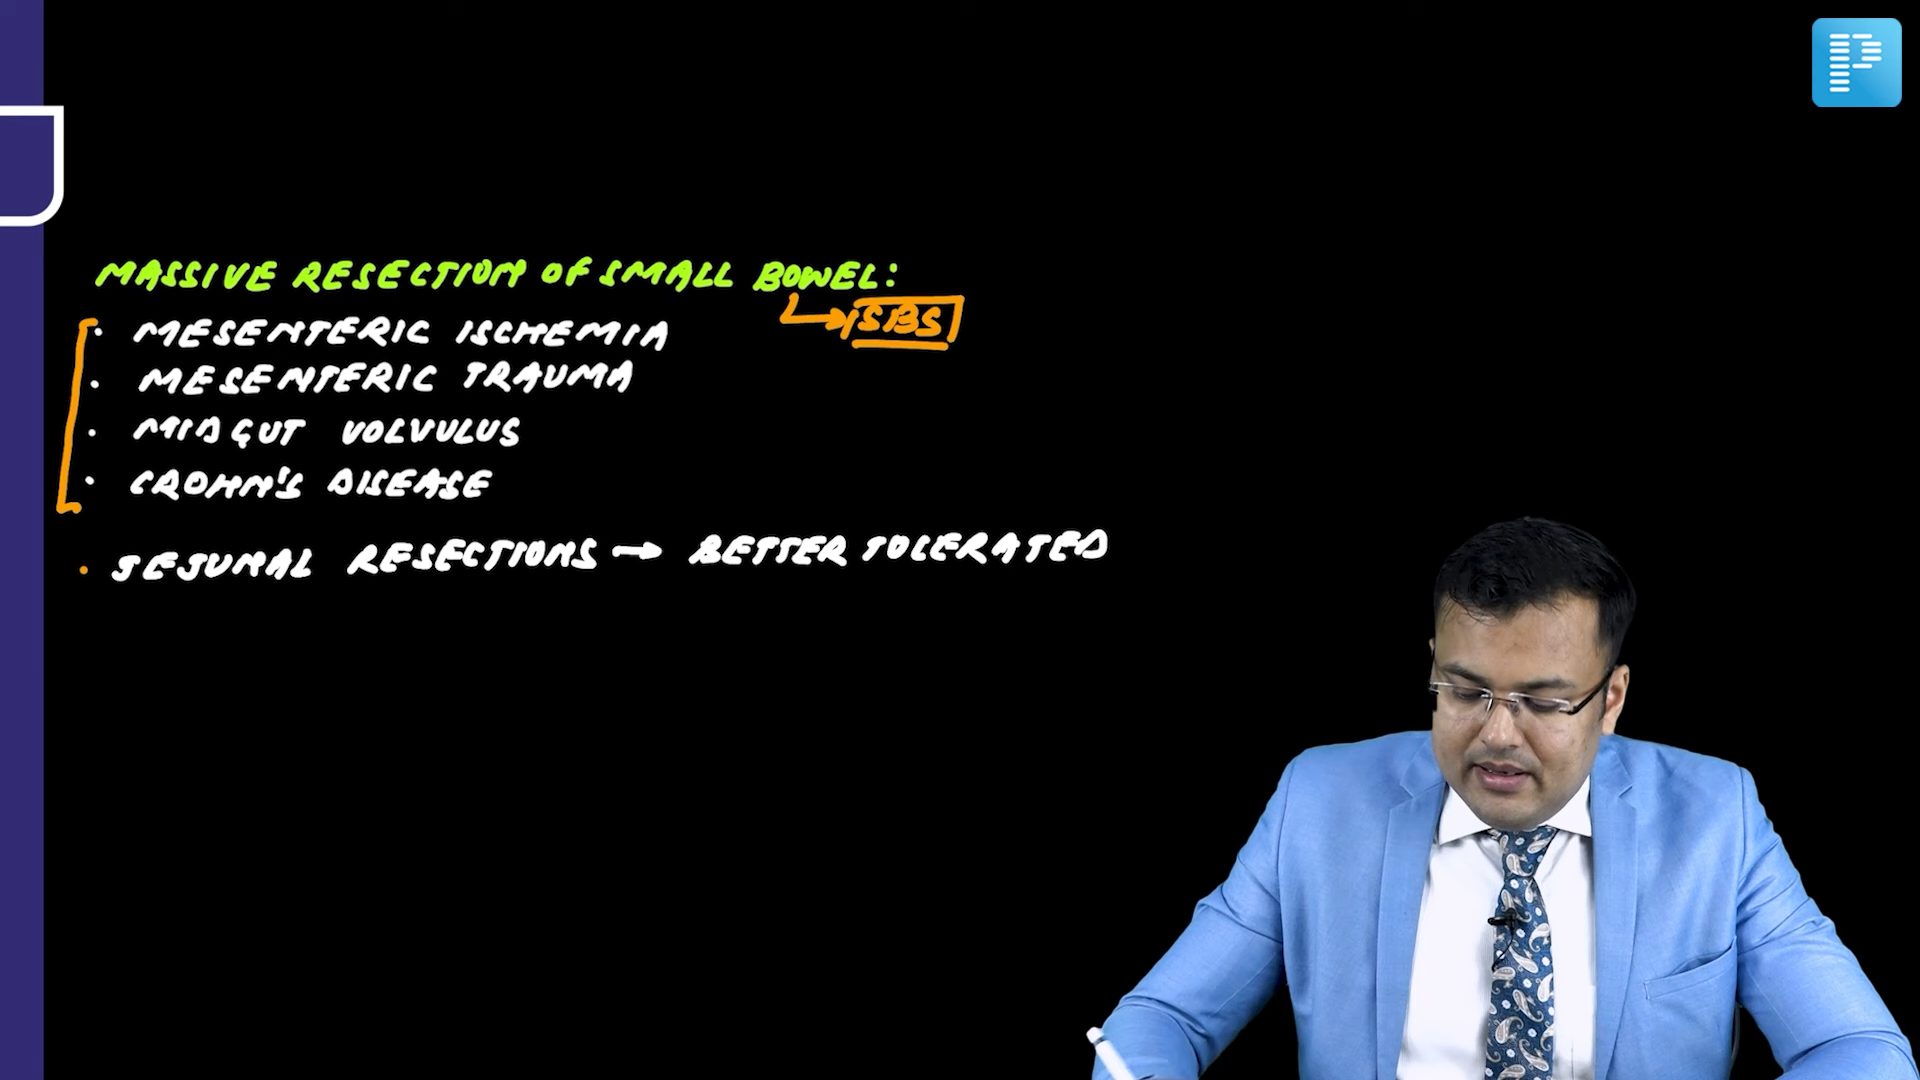 MASSIVE RESECTION OF SMALL BOWEL:
SBS
• MESENTERIC ISCHEMIA
• MESENTERIC TRAUMA
• MIDGUT VOLVULUS
• CROHN'S DISEASE
• JEJUNAL RESECTIONS → BETTER TOLERATED
P